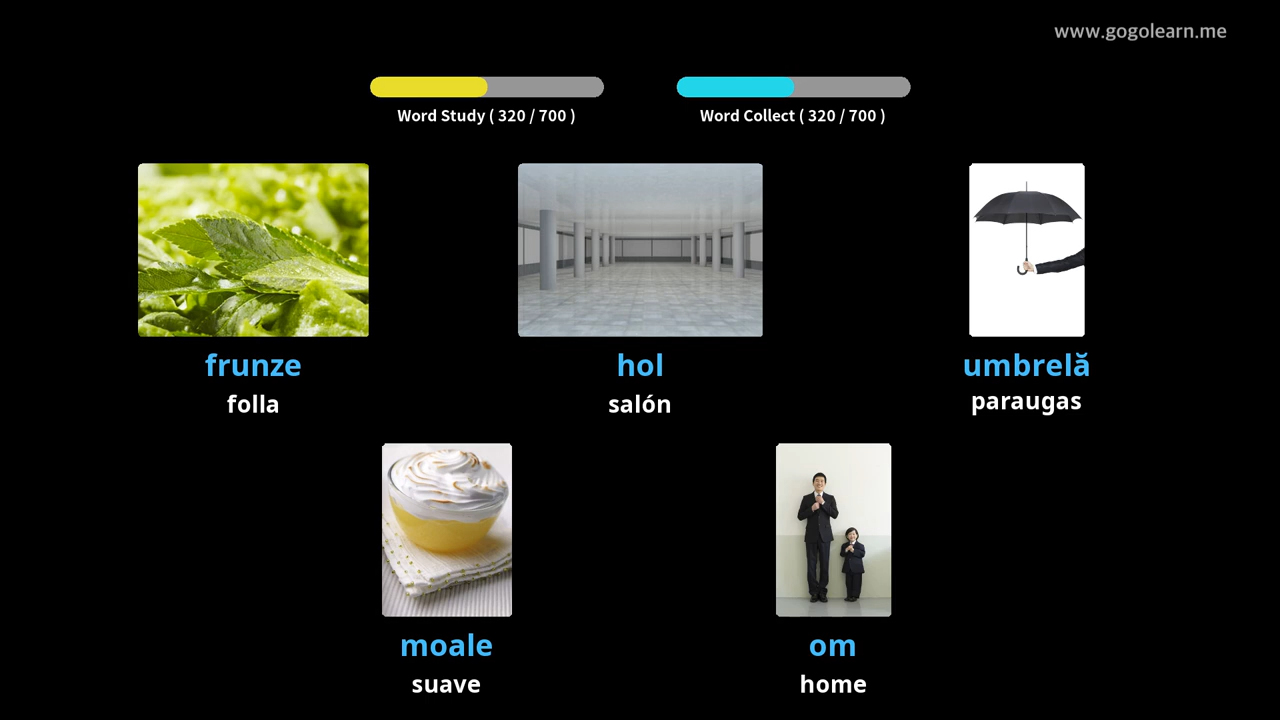 www.gogolearn.me
Word Study ( 320 / 700 )
Word Collect ( 320 / 700 )
frunze
folla
hol
salón
umbrelă
paraugas
moale
suave
om
home